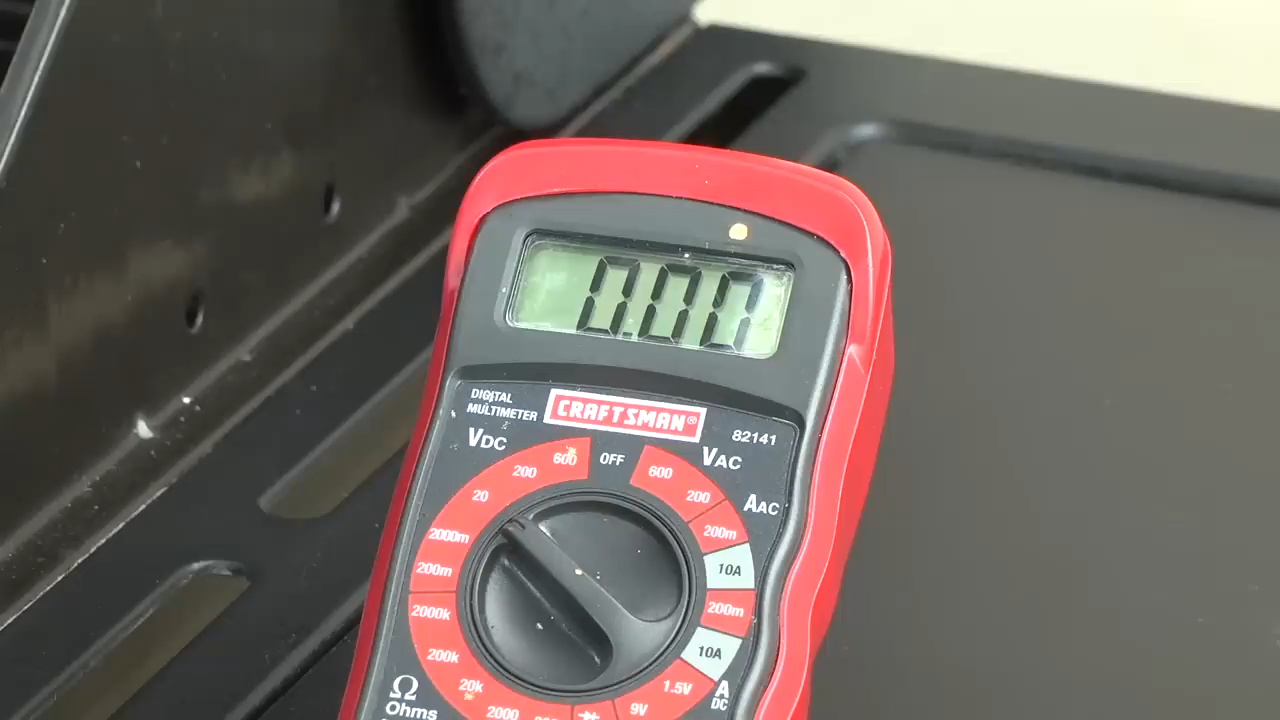 0.00
DIGITAL
MULTIMETER
CRAFTSMAN®
82141
VDC
OFF
VAC
600
200
20
2000m
200m
2000k
200k
20k
2000
Ω
Ohms
600
200
AAC
200m
10A
200m
10A
A
DC
1.5V
9V